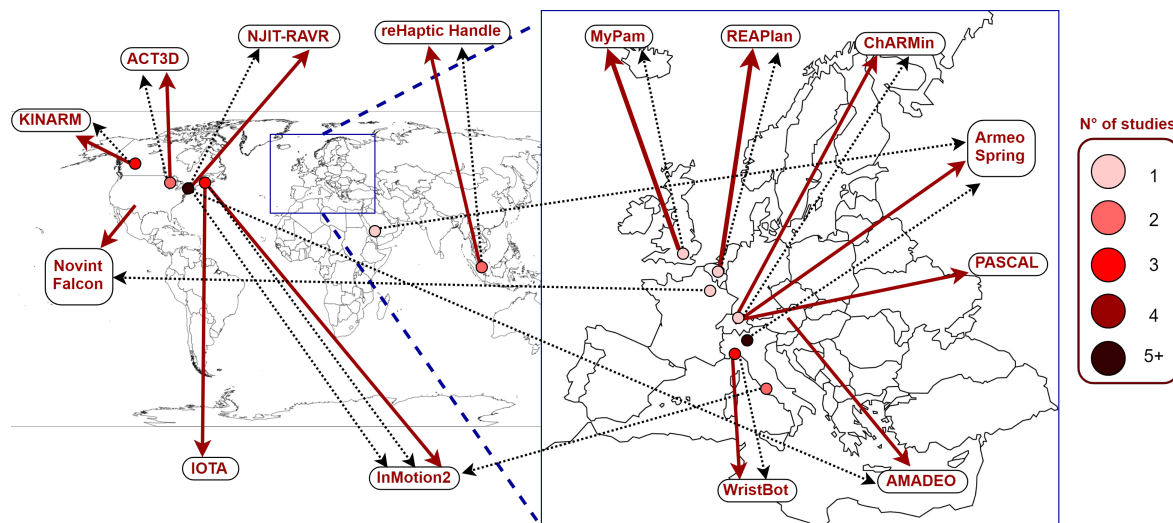 NJIT-RAVR
reHaptic Handle
MyPam
REAPlan
ChARMin
ACT3D
KINARM
N° of studies
Armeo
Spring
1
2
3
4
5+
Novint
Falcon
PASCAL
IOTA
InMotion2
WristBot
AMADEO